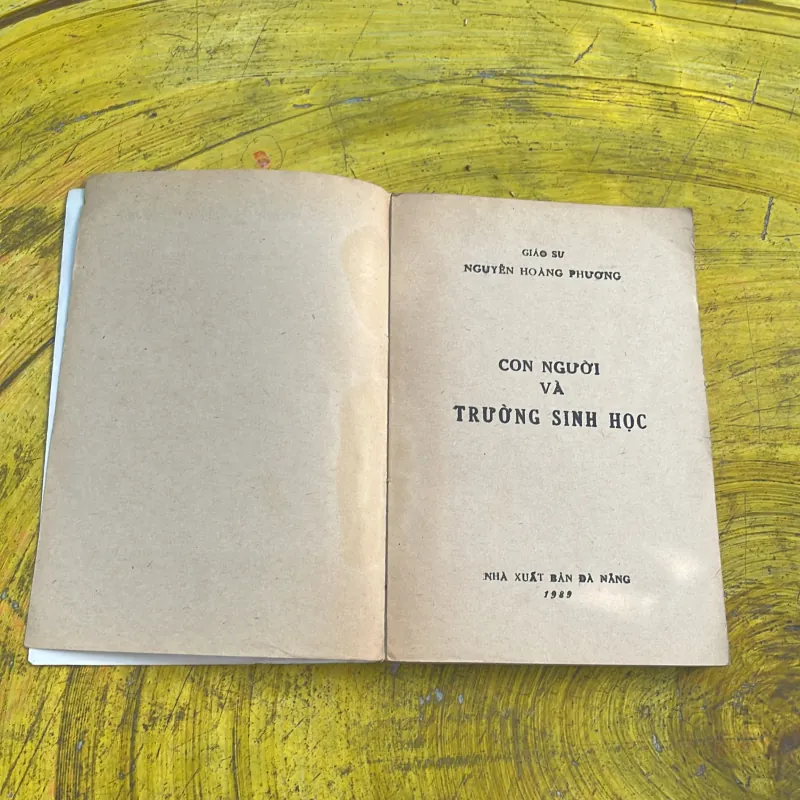 GIÁO SƯ
NGUYỄN HOÀNG PHƯƠNG
CON NGƯỜI
VÀ
TRƯỜNG SINH HỌC
NHÀ XUẤT BẢN ĐÀ NẴNG
1989